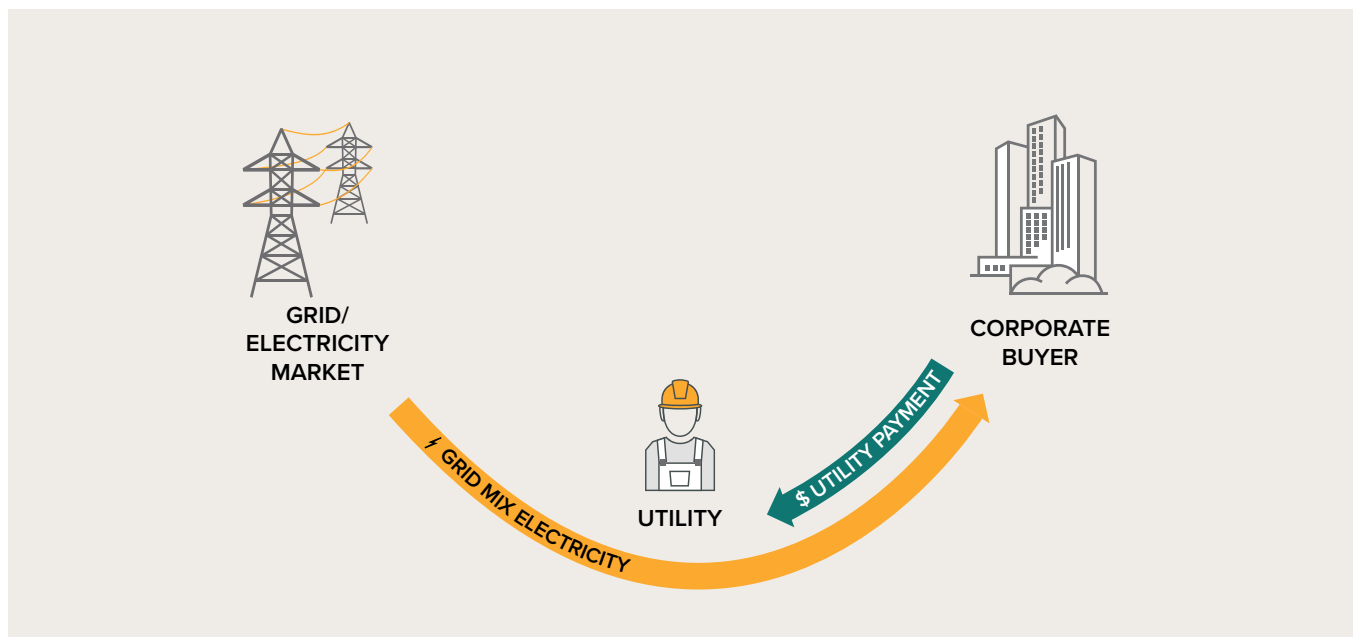 GRID/
ELECTRICITY
MARKET
CORPORATE
BUYER
UTILITY
$ UTILITY PAYMENT
GRID MIX ELECTRICITY